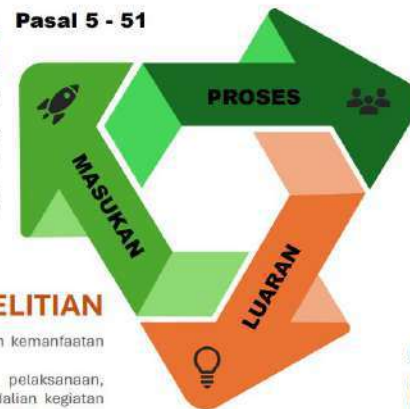 Pasal 5 - 51
PROSES
MASUKAN
LUARAN
ELITIAN
n kemanfaatan
pelaksanaan,
dalian kegiatan